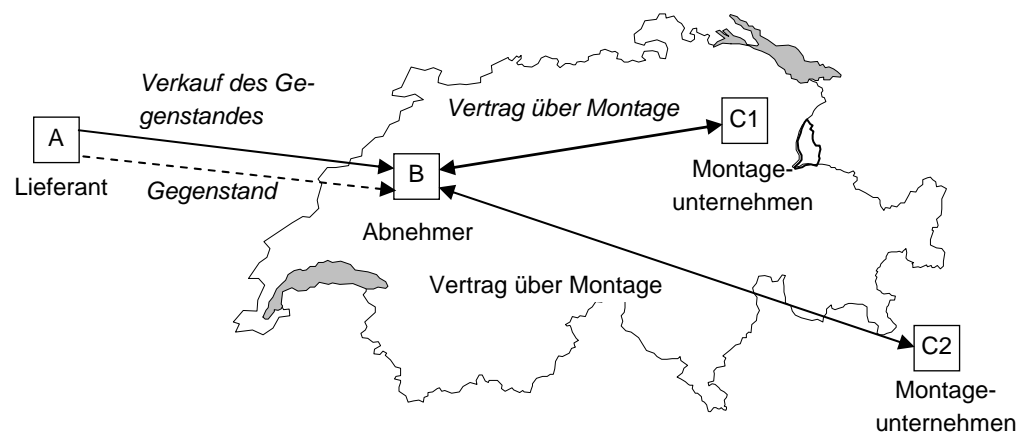 Verkauf des Ge-
genstandes
A
Lieferant
Gegenstand
B
Abnehmer
Vertrag über Montage
C1
Montage-
unternehmen
Vertrag über Montage
C2
Montage-
unternehmen